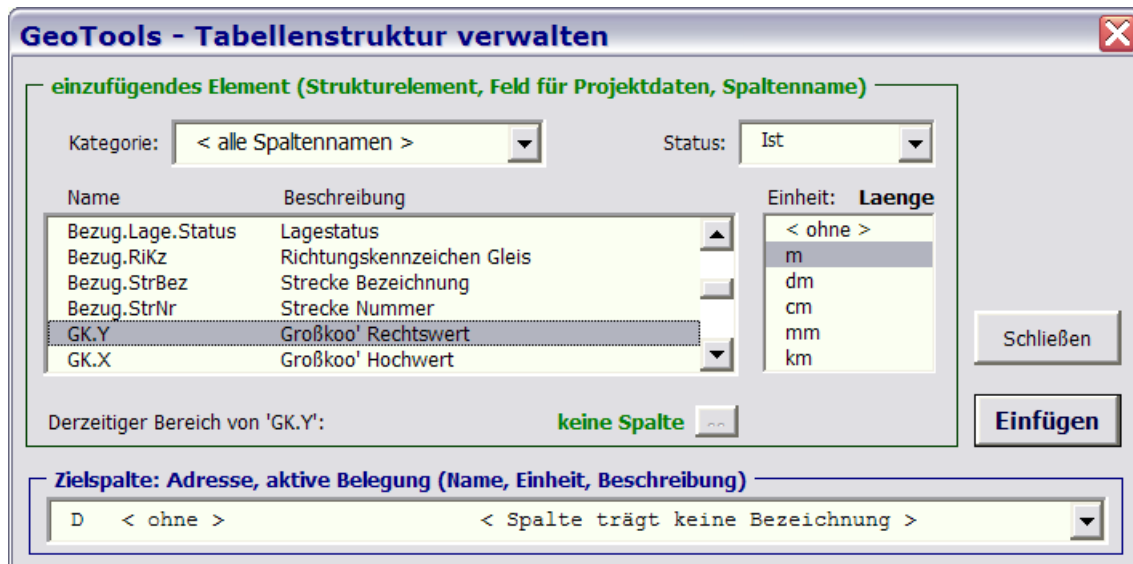 GeoTools - Tabellenstruktur verwalten
einzufügendes Element (Strukturelement, Feld für Projektdaten, Spaltenname)
Kategorie: < alle Spaltennamen > Status: Ist
Name Beschreibung Einheit: Laenge
Bezug.Lage.Status Lagestatus < ohne >
Bezug.RiKz Richtungskennzeichen Gleis m
Bezug.StrBez Strecke Bezeichnung dm
Bezug.StrNr Strecke Nummer cm
GK.Y Großkoo' Rechtswert mm
GK.X Großkoo' Hochwert km
Schließen
Derzeitiger Bereich von 'GK.Y': keine Spalte ...
Einfügen
Zielspalte: Adresse, aktive Belegung (Name, Einheit, Beschreibung)
D < ohne > < Spalte trägt keine Bezeichnung >